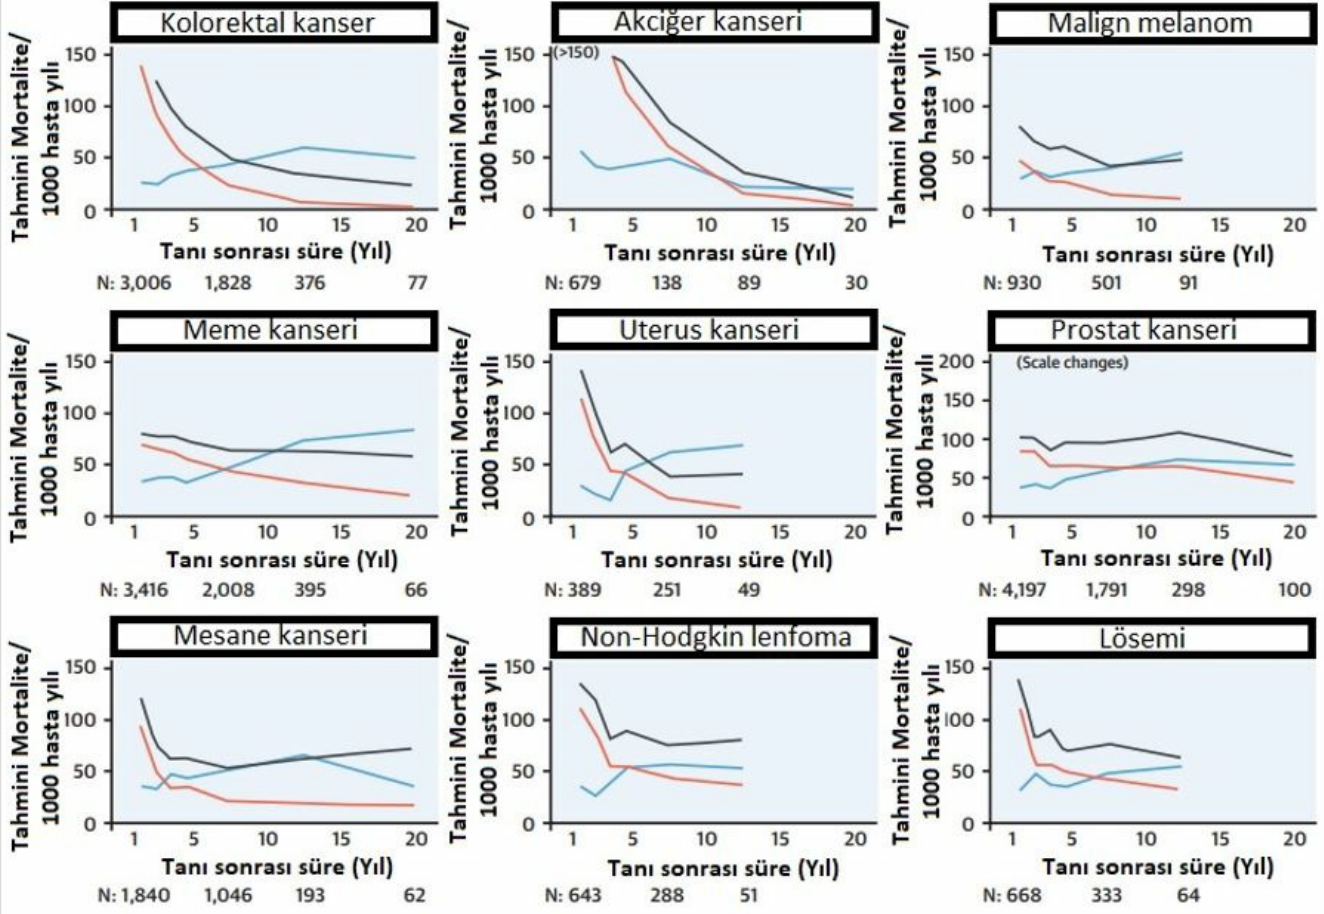 Kolorektal kanser
Tahmini Mortalite/
1000 hasta yılı
150
100
50
0
1 5 10 15 20
Tanı sonrası süre (Yıl)
N: 3,006 1,828 376 77
Akciğer kanseri
Tahmini Mortalite/
1000 hasta yılı
150
(>150)
100
50
0
1 5 10 15 20
Tanı sonrası süre (Yıl)
N: 679 138 89 30
Malign melanom
Tahmini Mortalite/
1000 hasta yılı
150
100
50
0
1 5 10 15 20
Tanı sonrası süre (Yıl)
N: 930 501 91
Meme kanseri
Tahmini Mortalite/
1000 hasta yılı
150
100
50
0
1 5 10 15 20
Tanı sonrası süre (Yıl)
N: 3,416 2,008 395 66
Uterus kanseri
Tahmini Mortalite/
1000 hasta yılı
150
100
50
0
1 5 10 15 20
Tanı sonrası süre (Yıl)
N: 389 251 49
Prostat kanseri
Tahmini Mortalite/
1000 hasta yılı
200
(Scale changes)
150
100
50
0
1 5 10 15 20
Tanı sonrası süre (Yıl)
N: 4,197 1,791 298 100
Mesane kanseri
Tahmini Mortalite/
1000 hasta yılı
150
100
50
0
1 5 10 15 20
Tanı sonrası süre (Yıl)
N: 1,840 1,046 193 62
Non-Hodgkin lenfoma
Tahmini Mortalite/
1000 hasta yılı
150
100
50
0
1 5 10 15 20
Tanı sonrası süre (Yıl)
N: 643 288 51
Lösemi
Tahmini Mortalite/
1000 hasta yılı
150
100
50
0
1 5 10 15 20
Tanı sonrası süre (Yıl)
N: 668 333 64